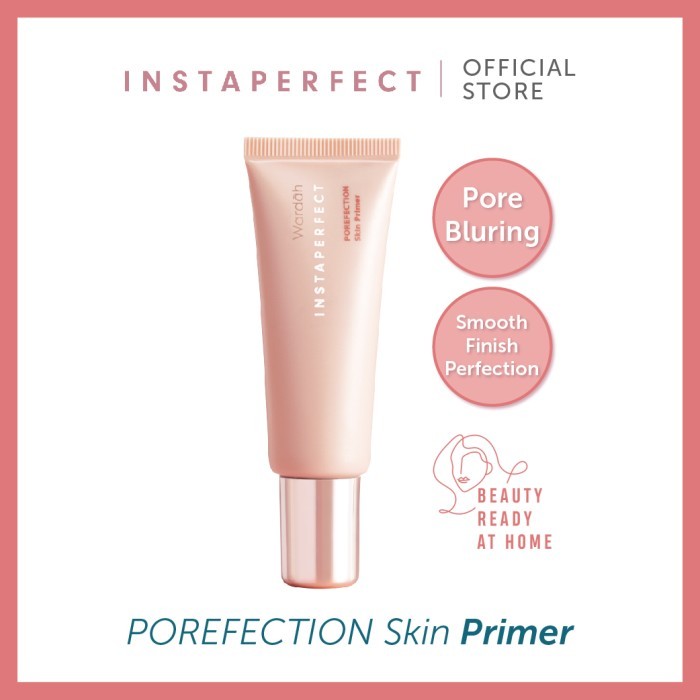 INSTAPERFECT
OFFICIAL
STORE
Wardah
INSTAPERFECT
POREFECTION
Skin Primer
Pore
Bluring
Smooth
Finish
Perfection
BEAUTY
READY
AT HOME
POREFECTION Skin Primer